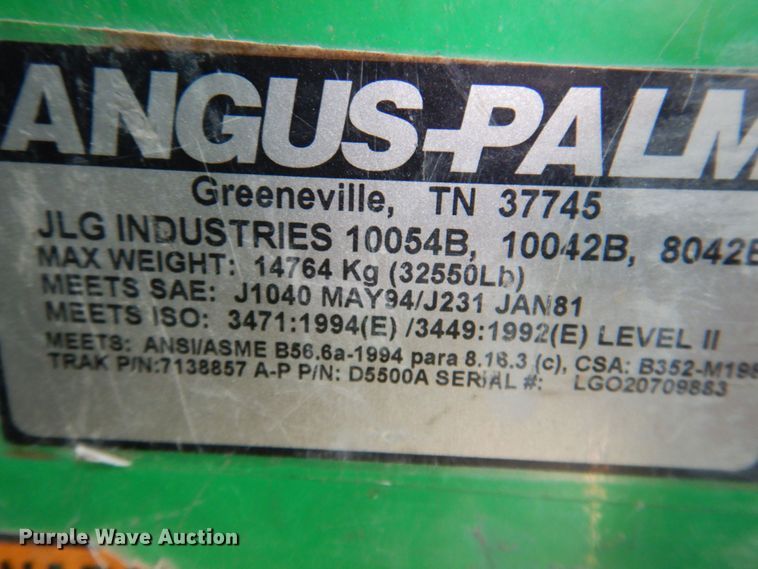 ANGUS-PALM
Greeneville, TN 37745
JLG INDUSTRIES 10054B, 10042B, 8042B
MAX WEIGHT: 14764 Kg (32550Lb)
MEETS SAE: J1040 MAY94/J231 JAN81
MEETS ISO: 3471:1994(E) /3449:1992(E) LEVEL II
MEETS: ANSI/ASME B56.6a-1994 para 8.16.3 (c), CSA: B352-M198
TRAK P/N:7138857 A-P P/N: D5500A SERIAL #: LGO20709883
Purple Wave Auction